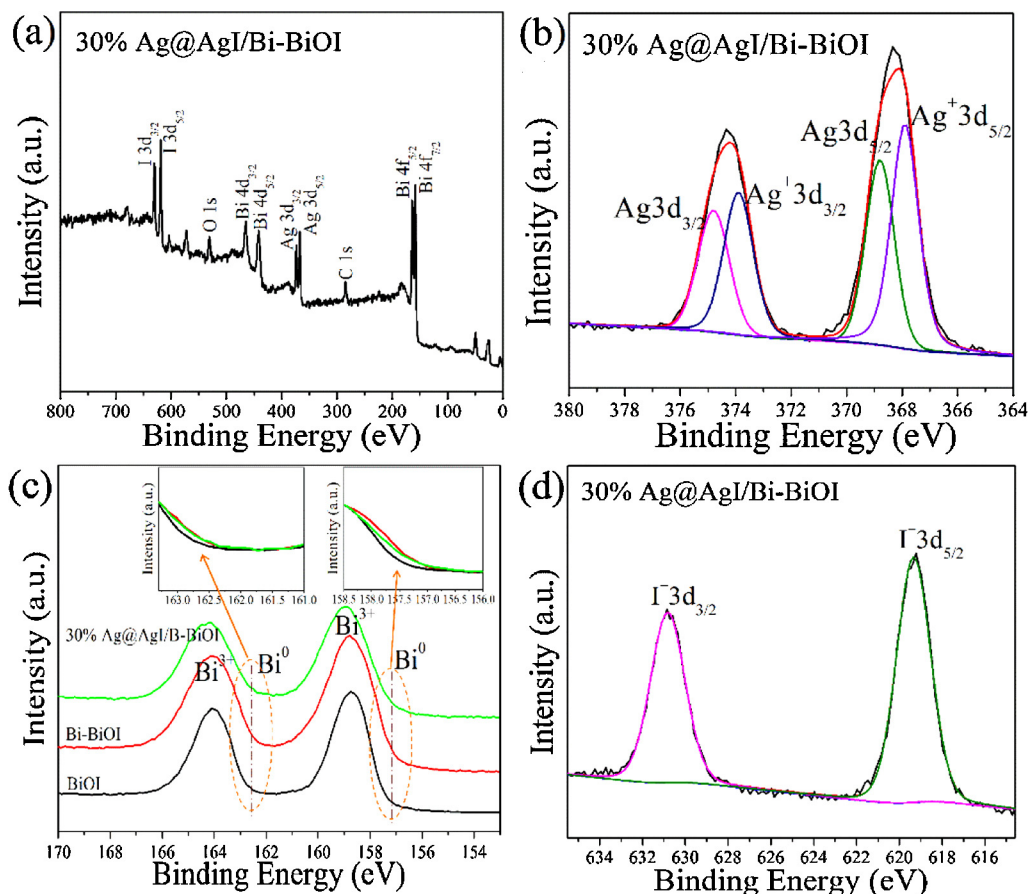 (a)
30% Ag@AgI/Bi-BiOI
I 3d3/2
I 3d5/2
O 1s
Bi 4d3/2
Bi 4d5/2
Ag 3d3/2
Ag 3d5/2
C 1s
Bi 4f5/2
Bi 4f7/2
Intensity (a.u.)
800 700 600 500 400 300 200 100 0
Binding Energy (eV)
(b)
30% Ag@AgI/Bi-BiOI
Ag3d3/2
Ag+3d3/2
Ag3d5/2
Ag+3d5/2
Intensity (a.u.)
380 378 376 374 372 370 368 366 364
Binding Energy (eV)
(c)
Intensity (a.u.)
163.0 162.5 162.0 161.5 161.0
Intensity (a.u.)
158.5 158.0 157.5 157.0 156.5 156.0
30% Ag@AgI/B-BiOI
Bi3+
Bi0
Bi3+
Bi0
Bi-BiOI
BiOI
Intensity (a.u.)
170 168 166 164 162 160 158 156 154
Binding Energy (eV)
(d)
30% Ag@AgI/Bi-BiOI
I-3d3/2
I-3d5/2
Intensity (a.u.)
634 632 630 628 626 624 622 620 618 616
Binding Energy (eV)